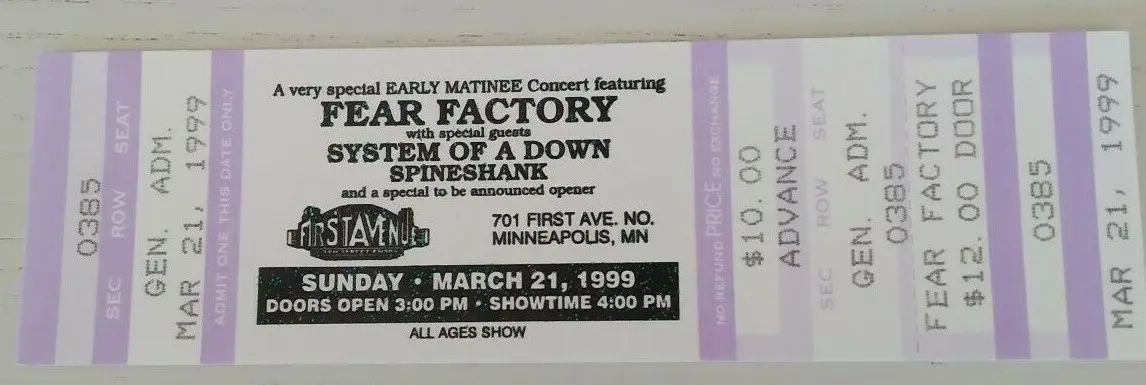 0385
SEC ROW SEAT
GEN. ADM.
MAR 21, 1999
ADMIT ONE THIS DATE ONLY
A very special EARLY MATINEE Concert featuring
FEAR FACTORY
with special guests
SYSTEM OF A DOWN
SPINESHANK
and a special to be announced opener
FIRST AVENUE
701 FIRST AVE. NO.
MINNEAPOLIS, MN
SUNDAY • MARCH 21, 1999
DOORS OPEN 3:00 PM • SHOWTIME 4:00 PM
ALL AGES SHOW
NO REFUND PRICE NO EXCHANGE
$10.00
ADVANCE
SEC ROW SEAT
GEN. ADM.
0385
FEAR FACTORY
$12.00 DOOR
0385
MAR 21, 1999